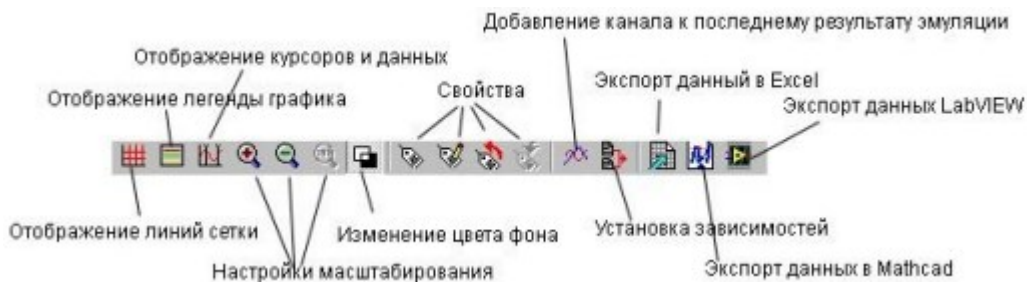 Добавление канала к последнему результату эмуляции
Отображение курсоров и данных
Экспорт данный в Excel
Отображение легенды графика
Свойства
Экспорт данных LabVIEW
Отображение линий сетки
Изменение цвета фона
Установка зависимостей
Настройки масштабирования
Экспорт данных в Mathcad